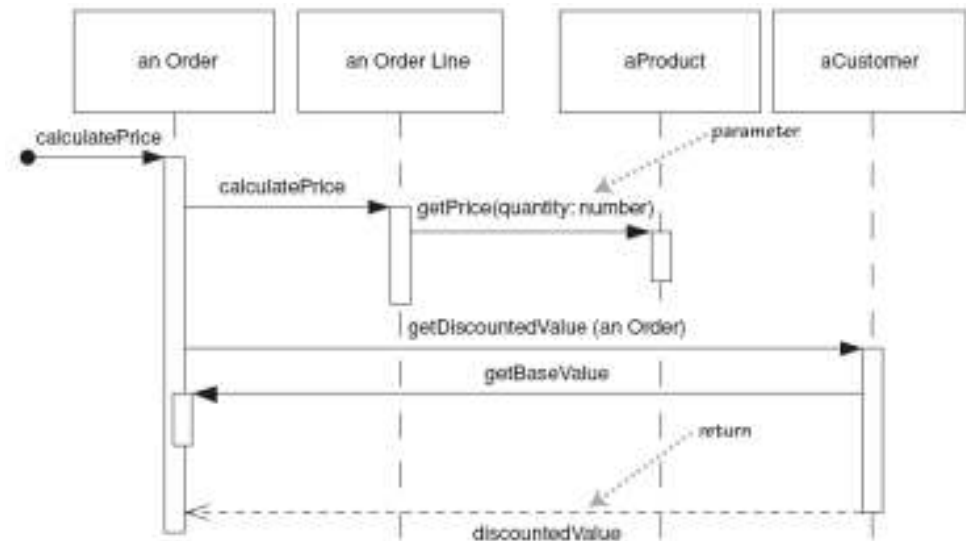 an Order
an Order Line
aProduct
aCustomer
calculatePrice
parameter
calculatePrice
getPrice(quantity: number)
getDiscountedValue (an Order)
getBaseValue
return
discountedValue